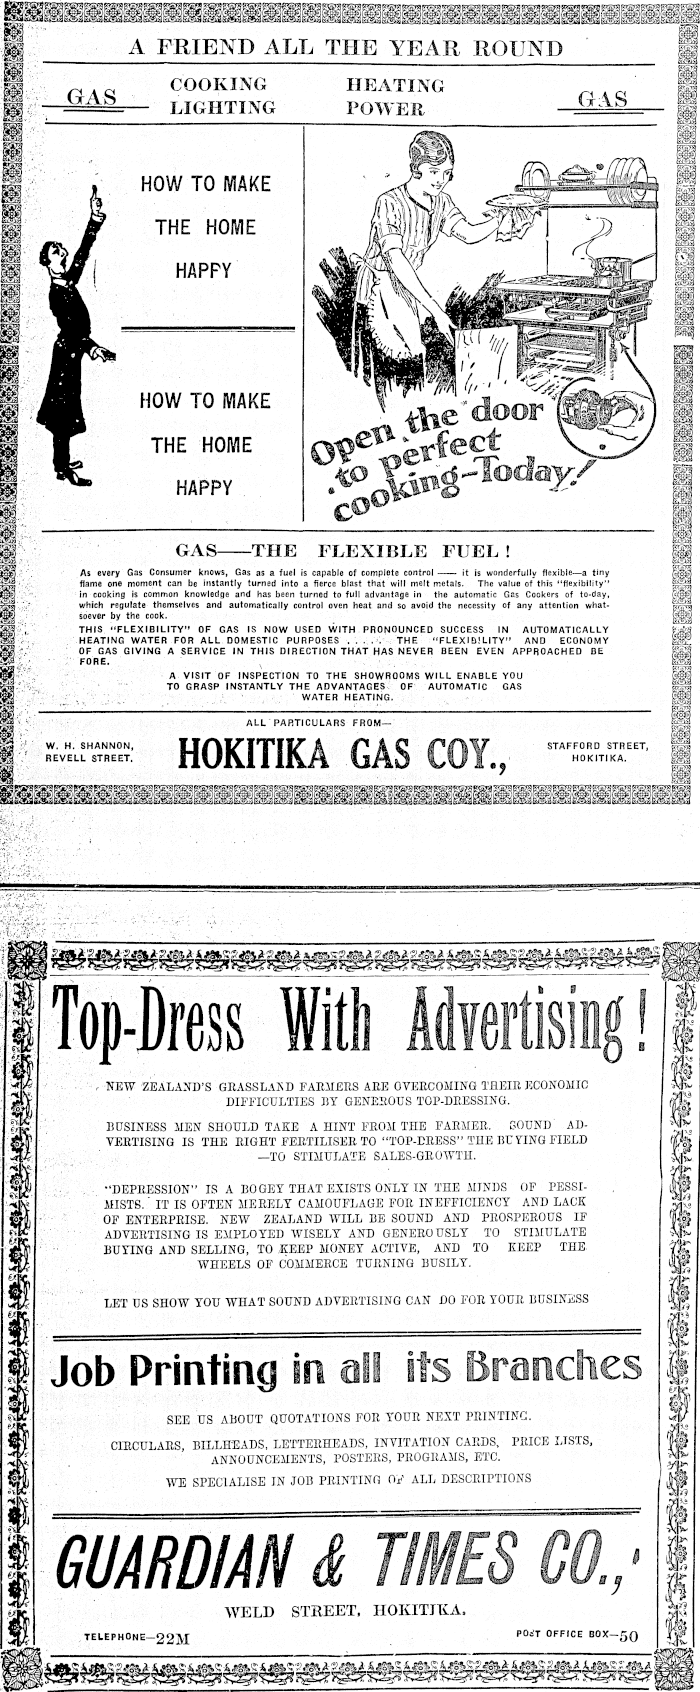 A FRIEND ALL THE YEAR ROUND
GAS
COOKING HEATING
LIGHTING POWER
GAS
HOW TO MAKE
THE HOME
HAPPY
HOW TO MAKE
THE HOME
HAPPY
Open the door
to perfect
cooking—Today!
GAS——THE FLEXIBLE FUEL!
As every Gas Consumer knows, Gas as a fuel is capable of complete control —— it is wonderfully flexible—a tiny
flame one moment can be instantly turned into a fierce blast that will melt metals. The value of this "flexibility"
in cooking is common knowledge and has been turned to full advantage in the automatic Gas Cookers of to-day,
which regulate themselves and automatically control oven heat and so avoid the necessity of any attention what-
soever by the cook.
THIS "FLEXIBILITY" OF GAS IS NOW USED WITH PRONOUNCED SUCCESS IN AUTOMATICALLY
HEATING WATER FOR ALL DOMESTIC PURPOSES ..... THE "FLEXIBILITY" AND ECONOMY
OF GAS GIVING A SERVICE IN THIS DIRECTION THAT HAS NEVER BEEN EVEN APPROACHED BE
FORE.
A VISIT OF INSPECTION TO THE SHOWROOMS WILL ENABLE YOU
TO GRASP INSTANTLY THE ADVANTAGES OF AUTOMATIC GAS
WATER HEATING.
ALL PARTICULARS FROM—
W. H. SHANNON,
REVELL STREET.
HOKITIKA GAS COY.,
STAFFORD STREET,
HOKITIKA.
Top-Dress With Advertising!
NEW ZEALAND'S GRASSLAND FARMERS ARE OVERCOMING THEIR ECONOMIC
DIFFICULTIES BY GENEROUS TOP-DRESSING.
BUSINESS MEN SHOULD TAKE A HINT FROM THE FARMER. SOUND AD-
VERTISING IS THE RIGHT FERTILISER TO "TOP-DRESS" THE BUYING FIELD
—TO STIMULATE SALES-GROWTH.
"DEPRESSION" IS A BOGEY THAT EXISTS ONLY IN THE MINDS OF PESSI-
MISTS. IT IS OFTEN MERELY CAMOUFLAGE FOR INEFFICIENCY AND LACK
OF ENTERPRISE. NEW ZEALAND WILL BE SOUND AND PROSPEROUS IF
ADVERTISING IS EMPLOYED WISELY AND GENEROUSLY TO STIMULATE
BUYING AND SELLING, TO KEEP MONEY ACTIVE, AND TO KEEP THE
WHEELS OF COMMERCE TURNING BUSILY.
LET US SHOW YOU WHAT SOUND ADVERTISING CAN DO FOR YOUR BUSINESS
Job Printing in all its Branches
SEE US ABOUT QUOTATIONS FOR YOUR NEXT PRINTING.
CIRCULARS, BILLHEADS, LETTERHEADS, INVITATION CARDS, PRICE LISTS,
ANNOUNCEMENTS, POSTERS, PROGRAMS, ETC.
WE SPECIALISE IN JOB PRINTING OF ALL DESCRIPTIONS
GUARDIAN & TIMES CO.,
WELD STREET, HOKITIKA.
TELEPHONE—22M
POST OFFICE BOX—50